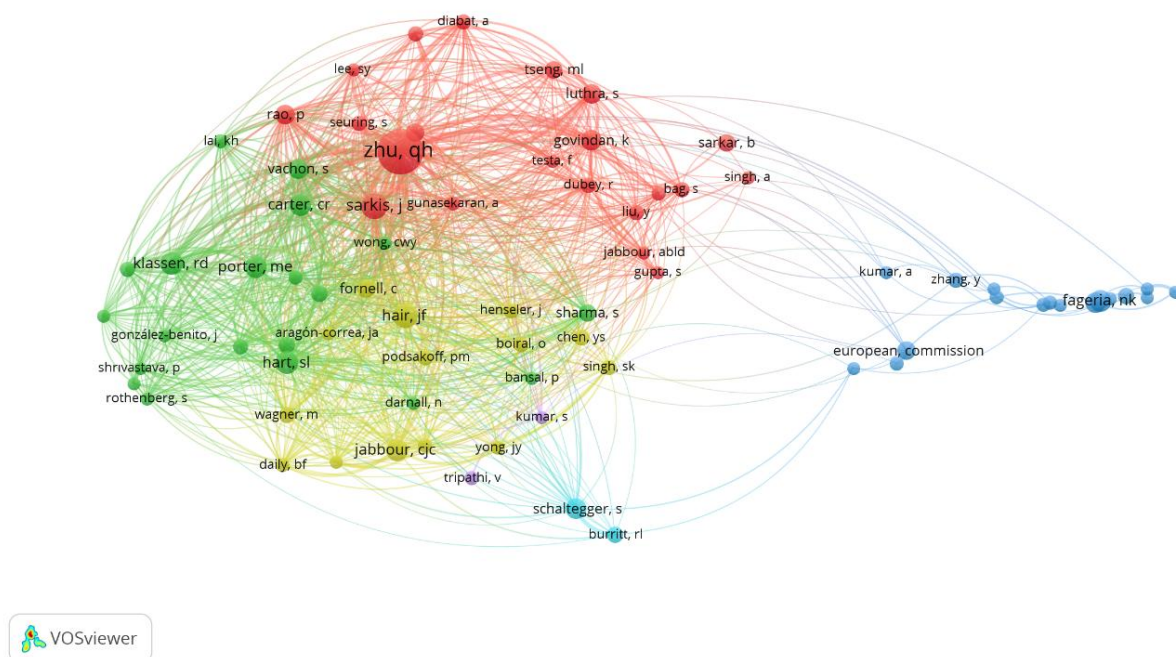 diabat, a
lee, sy
tseng, ml
luthra, s
rao, p
seuring, s
lai, kh
zhu, qh
govindan, k
sarkar, b
testa, f
vachon, s
dubey, r
bag, s
singh, a
carter, cr
sarkis, j
gunasekaran, a
liu, y
wong, cwy
jabbour, abld
klassen, rd
porter, me
gupta, s
kumar, a
zhang, y
fornell, c
fageria, nk
hair, jf
henseler, j
sharma, s
gonzález-benito, j
aragón-correa, ja
boiral, o
chen, ys
european, commission
shrivastava, p
hart, sl
podsakoff, pm
singh, sk
bansal, p
rothenberg, s
darnall, n
wagner, m
kumar, s
jabbour, cjc
yong, jy
daily, bf
tripathi, v
schaltegger, s
burritt, rl
VOSviewer